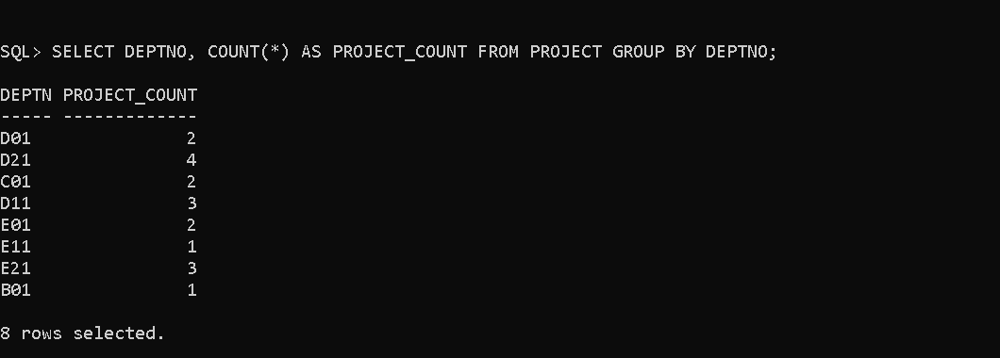 SQL> SELECT DEPTNO, COUNT(*) AS PROJECT_COUNT FROM PROJECT GROUP BY DEPTNO;
DEPTN PROJECT_COUNT
----- -------------
D01               2
D21               4
C01               2
D11               3
E01               2
E11               1
E21               3
B01               1
8 rows selected.